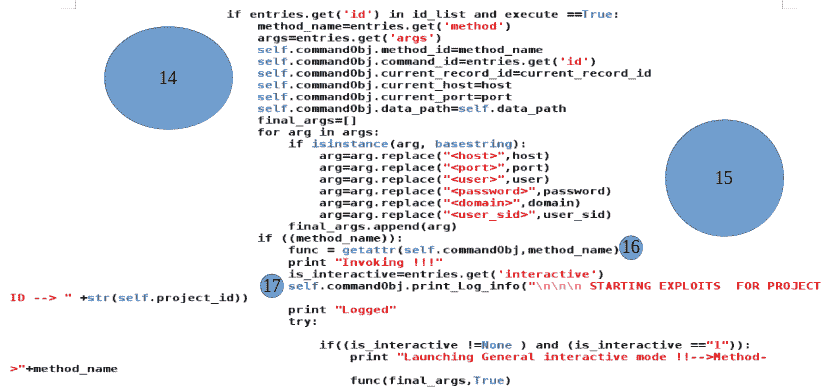 if entries.get('id') in id_list and execute ==True:
method_name=entries.get('method')
args=entries.get('args')
self.commandObj.method_id=method_name
self.commandObj.command_id=entries.get('id')
self.commandObj.current_record_id=current_record_id
self.commandObj.current_host=host
self.commandObj.current_port=port
self.commandObj.data_path=self.data_path
final_args=[]
for arg in args:
if isinstance(arg, basestring):
arg=arg.replace("<host>",host)
arg=arg.replace("<port>",port)
arg=arg.replace("<user>",user)
arg=arg.replace("<password>",password)
arg=arg.replace("<domain>",domain)
arg=arg.replace("<user_sid>",user_sid)
final_args.append(arg)
if ((method_name)):
func = getattr(self.commandObj,method_name)
print "Invoking !!!"
is_interactive=entries.get('interactive')
self.commandObj.print_Log_info("\n\n\n STARTING EXPLOITS  FOR PROJECT
ID --> " +str(self.project_id))
print "Logged"
try:
if((is_interactive !=None ) and (is_interactive =="1")):
print "Launching General interactive mode !!-->Method-
>"+method_name
func(final_args,True)
14
15
16
17